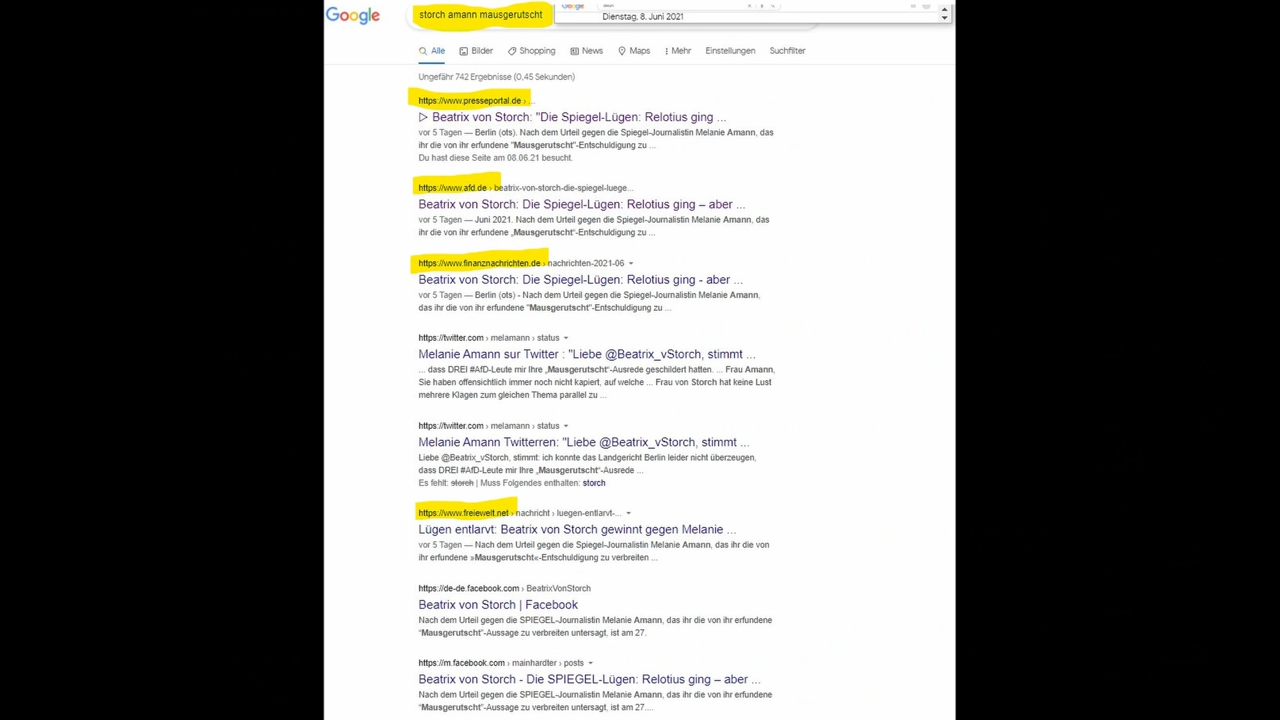 Google
storch amann mausgerutscht
Dienstag, 8. Juni 2021
Alle Bilder Shopping News Maps Mehr Einstellungen Suchfilter
Ungefähr 742 Ergebnisse (0,45 Sekunden)
https://www.presseportal.de › ...
▷ Beatrix von Storch: "Die Spiegel-Lügen: Relotius ging ...
vor 5 Tagen — Berlin (ots). Nach dem Urteil gegen die Spiegel-Journalistin Melanie Amann, das
ihr die von ihr erfundene "Mausgerutscht"-Entschuldigung zu ...
Du hast diese Seite am 08.06.21 besucht.
https://www.afd.de › beatrix-von-storch-die-spiegel-luege...
Beatrix von Storch: Die Spiegel-Lügen: Relotius ging – aber ...
vor 5 Tagen — Juni 2021. Nach dem Urteil gegen die Spiegel-Journalistin Melanie Amann, das
ihr die von ihr erfundene „Mausgerutscht“-Entschuldigung zu ...
https://www.finanznachrichten.de › nachrichten-2021-06
Beatrix von Storch: Die Spiegel-Lügen: Relotius ging - aber ...
vor 5 Tagen — Berlin (ots) - Nach dem Urteil gegen die Spiegel-Journalistin Melanie Amann,
das ihr die von ihr erfundene "Mausgerutscht"-Entschuldigung zu ...
https://twitter.com › melamann › status
Melanie Amann sur Twitter : "Liebe @Beatrix_vStorch, stimmt ...
... dass DREI #AfD-Leute mir Ihre „Mausgerutscht“-Ausrede geschildert hatten. ... Frau Amann,
Sie haben offensichtlich immer noch nicht kapiert, auf welche ... Frau von Storch hat keine Lust
mehrere Klagen zum gleichen Thema parallel zu ...
https://twitter.com › melamann › status
Melanie Amann Twitterren: "Liebe @Beatrix_vStorch, stimmt ...
Liebe @Beatrix_vStorch, stimmt: ich konnte das Landgericht Berlin leider nicht überzeugen,
dass DREI #AfD-Leute mir Ihre „Mausgerutscht“-Ausrede ...
Es fehlt: storch | Muss Folgendes enthalten: storch
https://www.freiewelt.net › nachricht › luegen-entlarvt-...
Lügen entlarvt: Beatrix von Storch gewinnt gegen Melanie ...
vor 5 Tagen — Nach dem Urteil gegen die Spiegel-Journalistin Melanie Amann, das ihr die von
ihr erfundene »Mausgerutscht«-Entschuldigung zu verbreiten ...
https://de-de.facebook.com › BeatrixVonStorch
Beatrix von Storch | Facebook
Nach dem Urteil gegen die SPIEGEL-Journalistin Melanie Amann, das ihr die von ihr erfundene
"Mausgerutscht"-Aussage zu verbreiten untersagt, ist am 27.
https://m.facebook.com › mainhardter › posts
Beatrix von Storch - Die SPIEGEL-Lügen: Relotius ging – aber ...
Nach dem Urteil gegen die SPIEGEL-Journalistin Melanie Amann, das ihr die von ihr erfundene
"Mausgerutscht"-Aussage zu verbreiten untersagt, ist am 27....